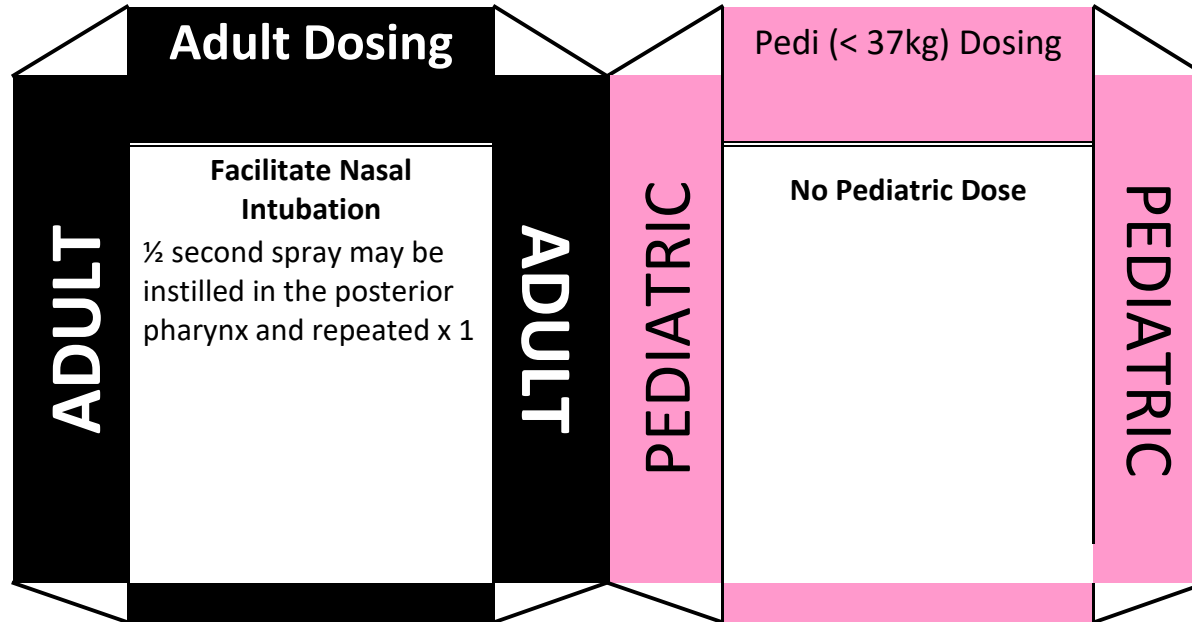 Adult Dosing
ADULT
Facilitate Nasal
Intubation
½ second spray may be
instilled in the posterior
pharynx and repeated x 1
ADULT
Pedi (< 37kg) Dosing
PEDIATRIC
No Pediatric Dose
PEDIATRIC